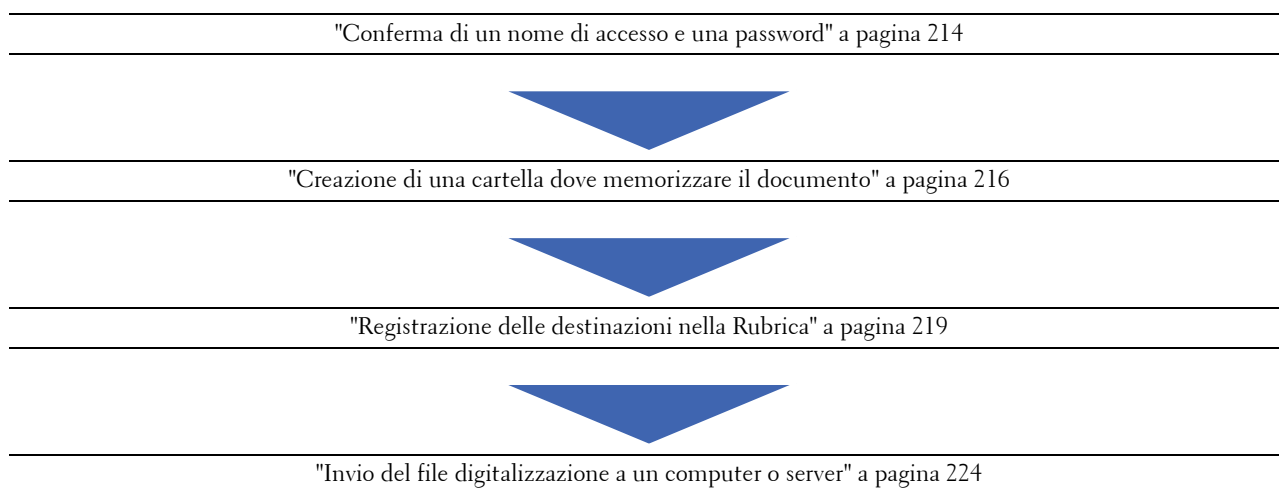 "Conferma di un nome di accesso e una password" a pagina 214
"Creazione di una cartella dove memorizzare il documento" a pagina 216
"Registrazione delle destinazioni nella Rubrica" a pagina 219
"Invio del file digitalizzazione a un computer o server" a pagina 224